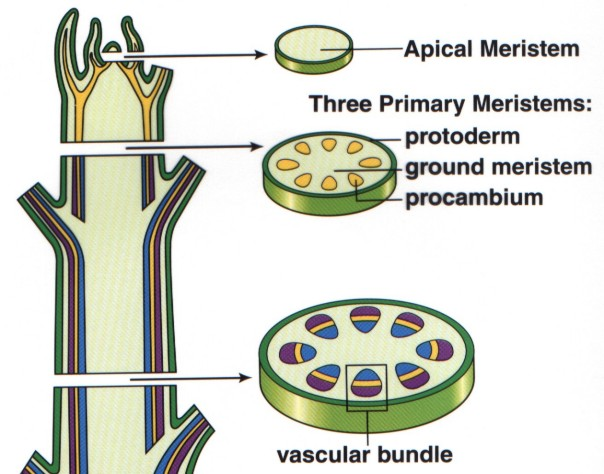 Apical Meristem
Three Primary Meristems:
protoderm
ground meristem
procambium
vascular bundle